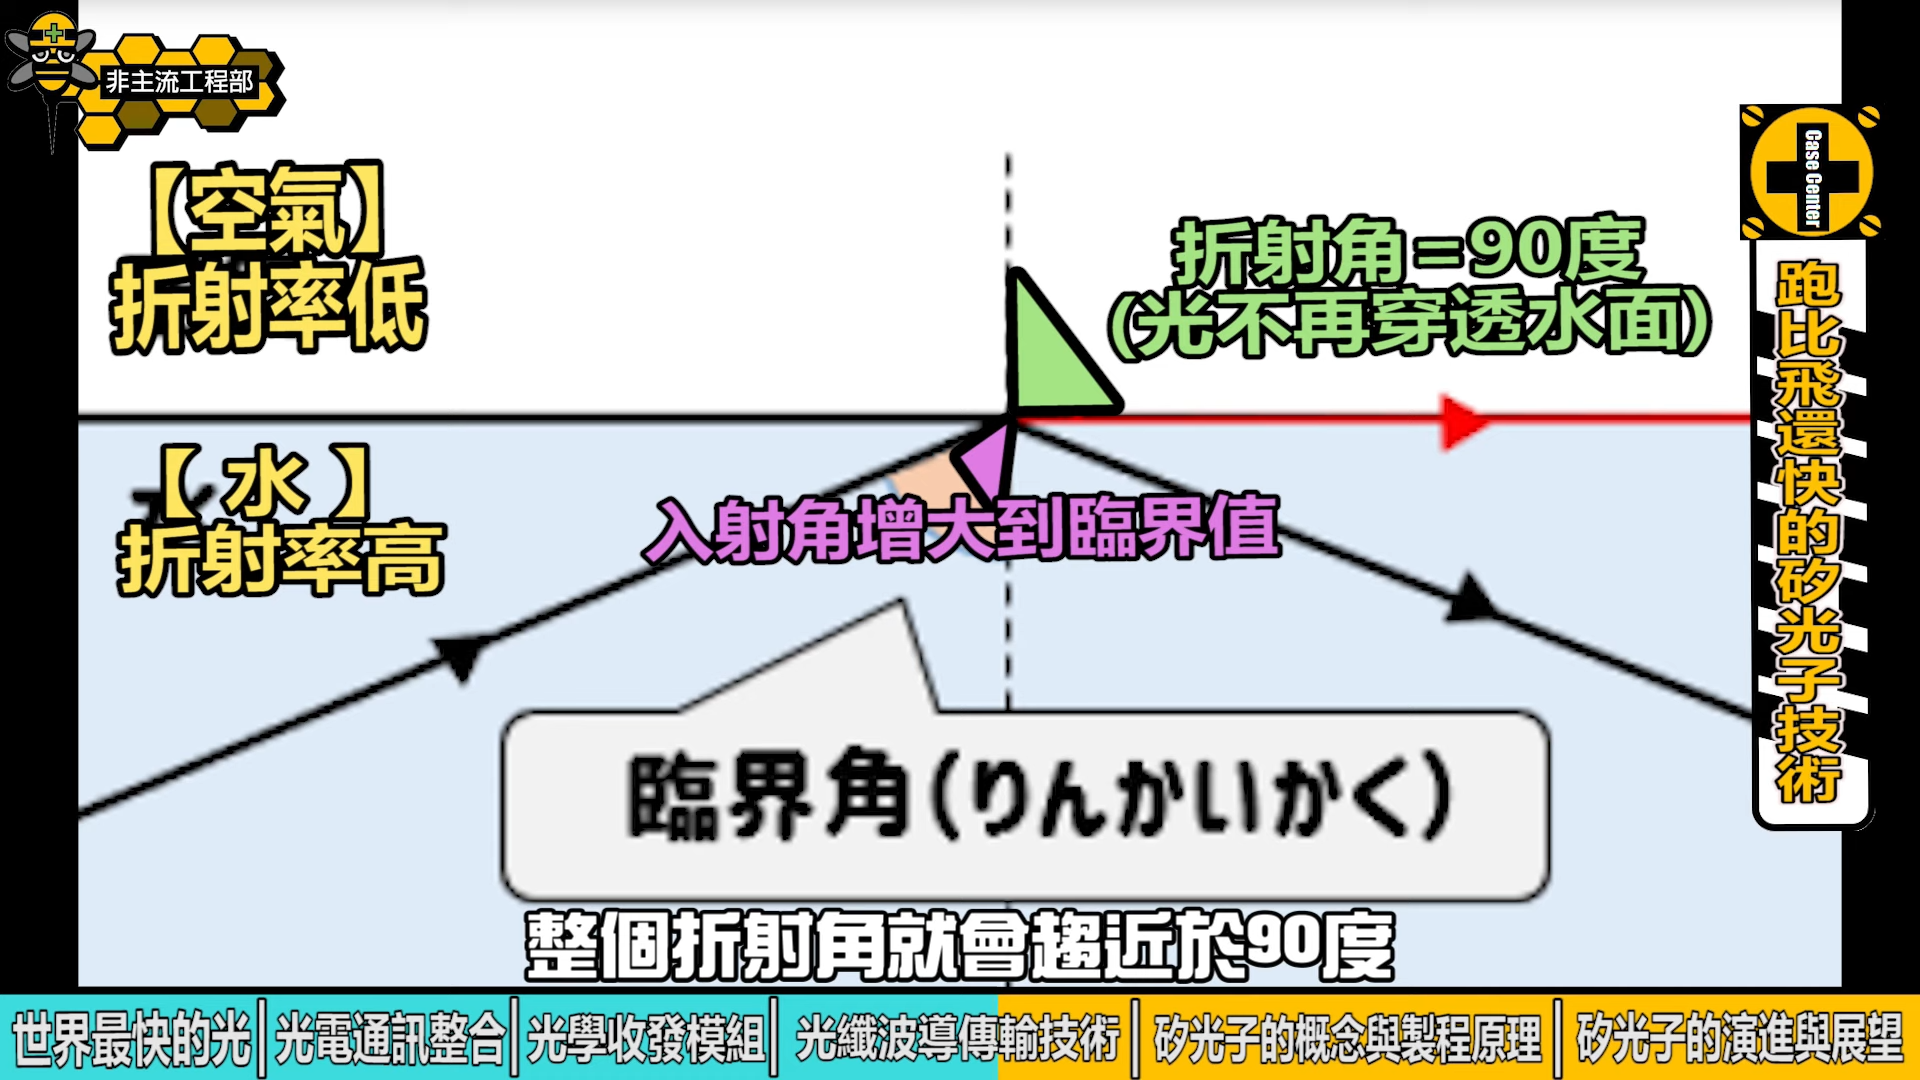 非主流工程部
Case Center
跑比飛還快的矽光子技術
【空氣】
折射率低
折射角=90度
(光不再穿透水面)
【 水 】
折射率高
入射角增大到臨界值
臨界角(りんかいかく)
整個折射角就會趨近於90度
世界最快的光
光電通訊整合
光學收發模組
光纖波導傳輸技術
矽光子的概念與製程原理
矽光子的演進與展望